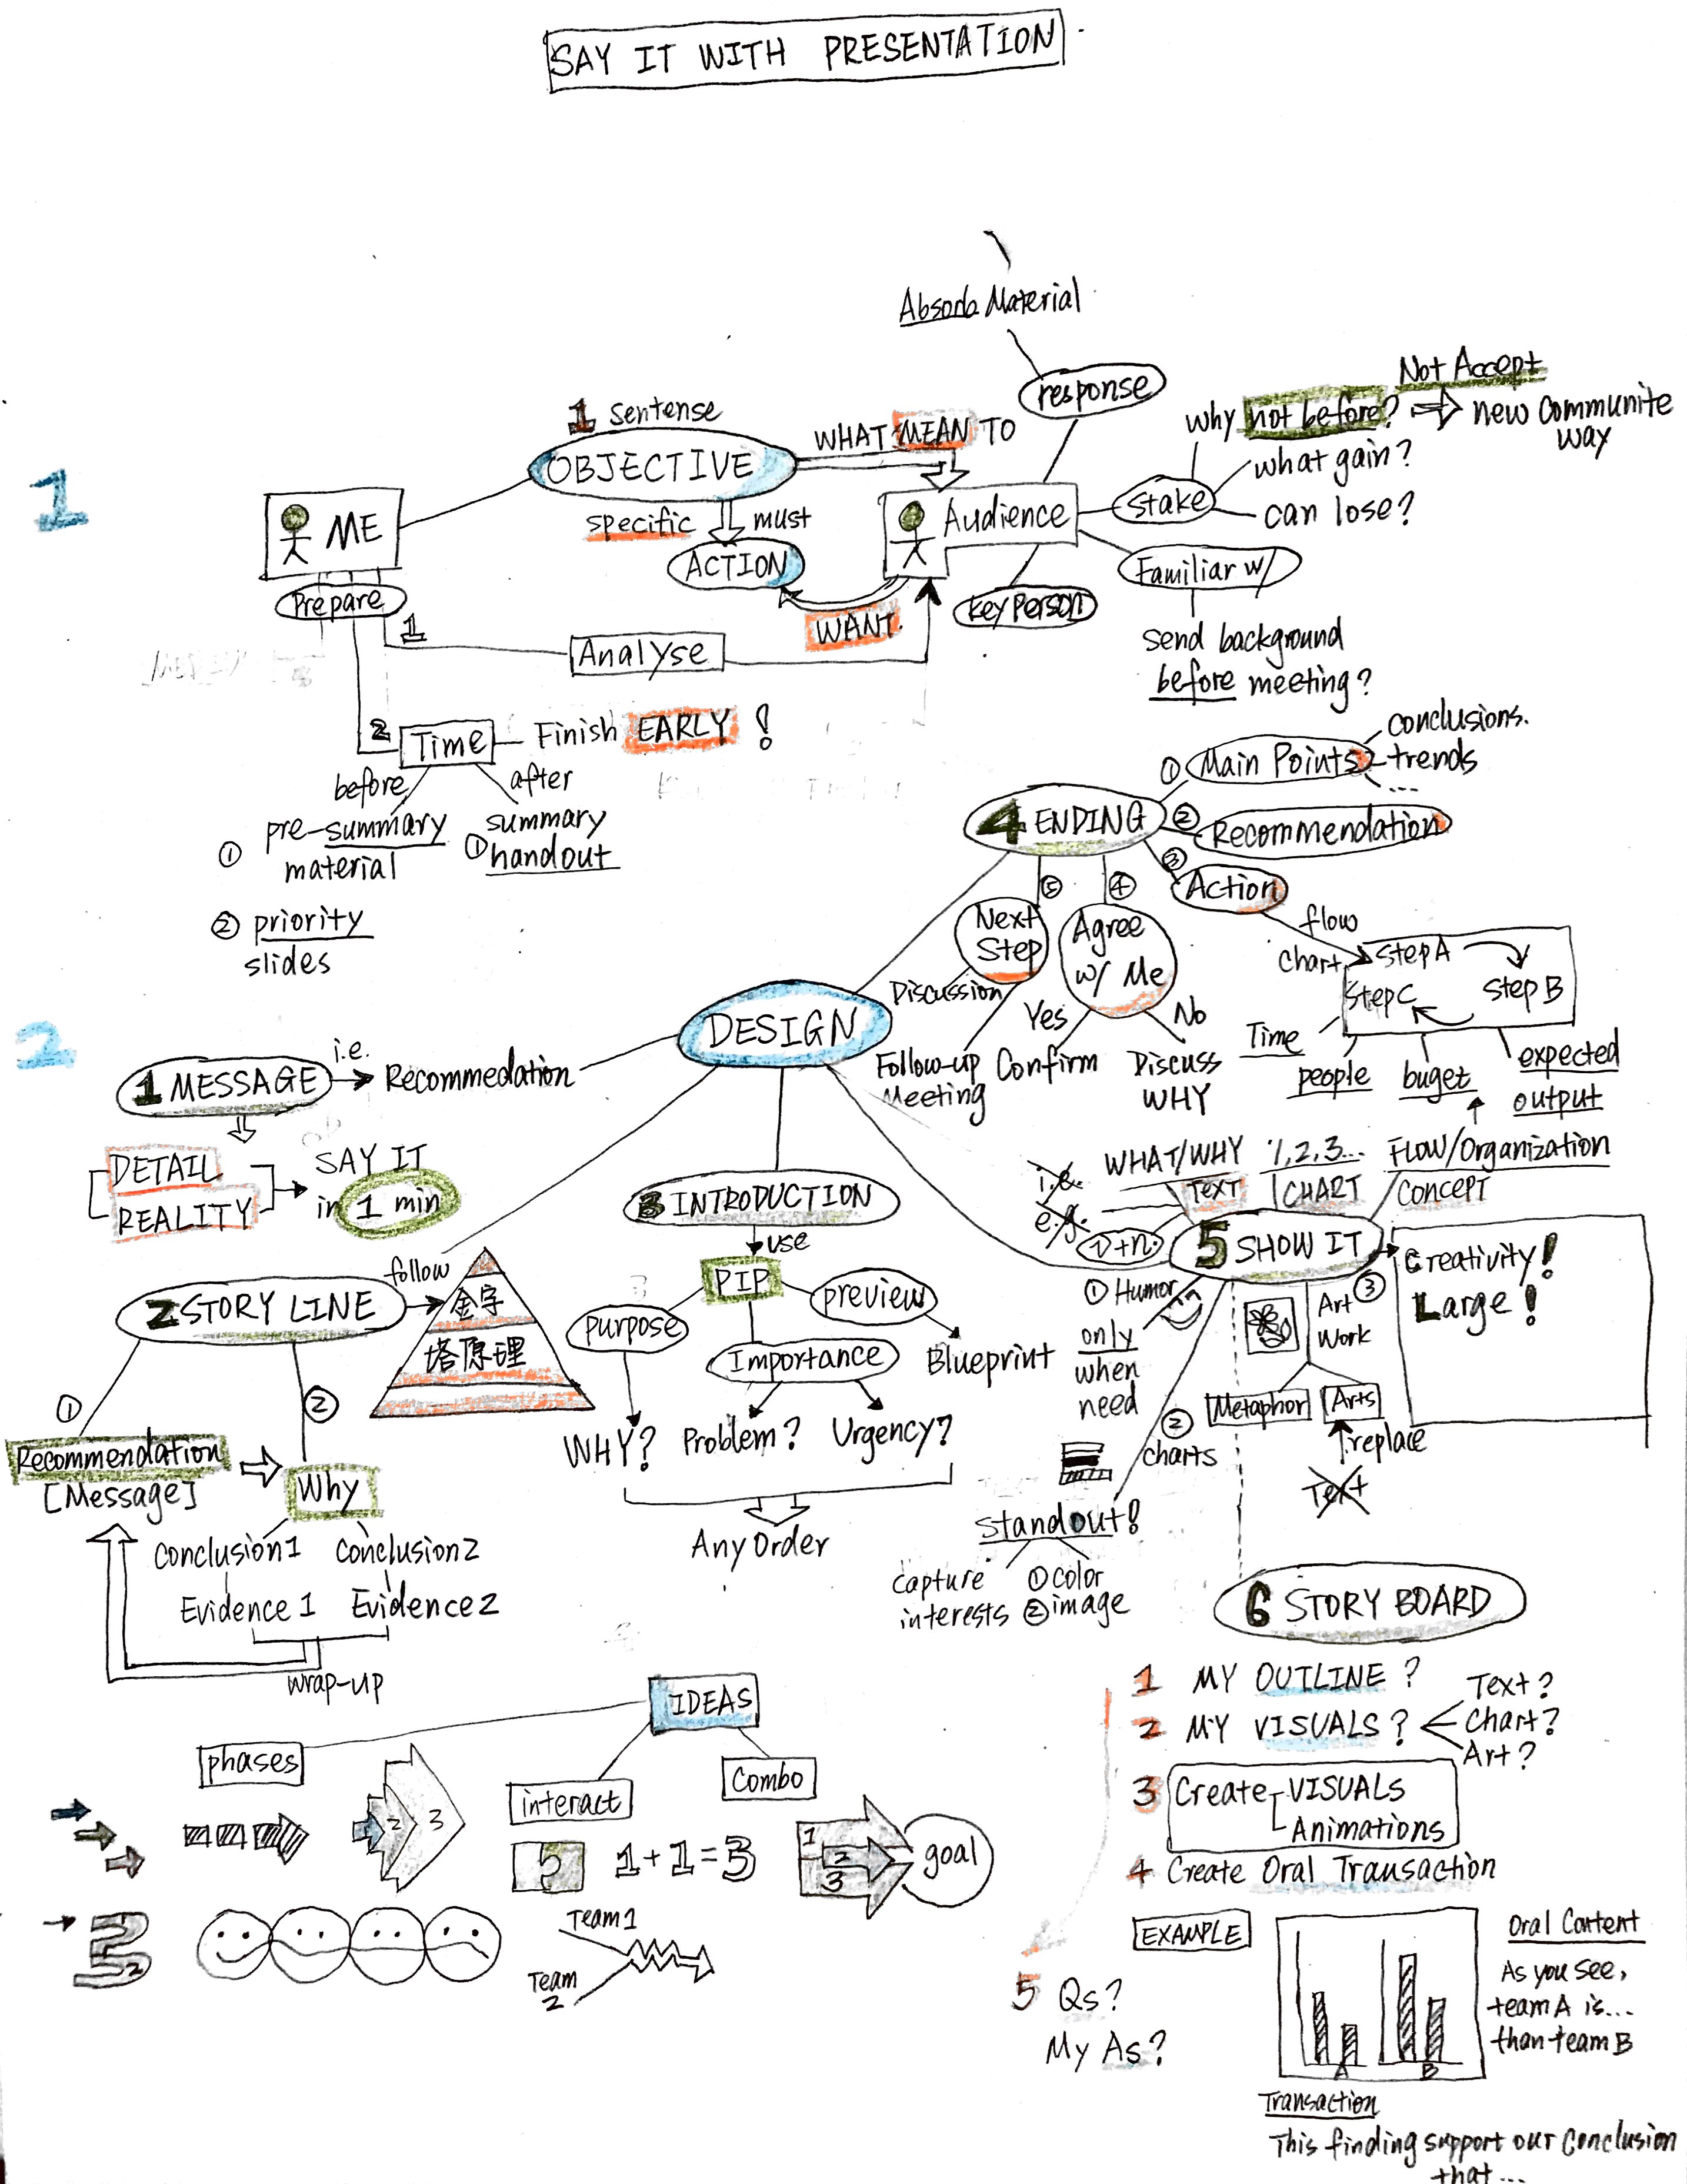 SAY IT WITH PRESENTATION
1
ME
Prepare
1 sentense
OBJECTIVE
specific
must
ACTION
WHAT MEAN TO
WANT
Audience
Absorb Material
response
key Person
stake
why not before?
Not Accept
new communite
way
what gain?
can lose?
Familiar w/
send background
before meeting?
1
Analyse
2
Time
Finish EARLY !
before
after
① pre-summary
material
② priority
slides
summary
① handout
2
DESIGN
1 MESSAGE
i.e.
Recommedation
DETAIL
REALITY
SAY IT
in 1 min
2 STORY LINE
follow
金字
塔原理
①
Recommendation
[Message]
②
Why
Conclusion1
Conclusion2
Evidence 1
Evidence2
wrap-up
3 INTRODUCTION
use
PIP
purpose
Importance
preview
Blueprint
WHY?
Problem?
Urgency?
Any Order
4 ENDING
① Main Points
conclusions.
trends
...
② Recommendation
③
Action
flow
chart
Step A
Step B
Step C
Time
people
buget
expected
output
④
Agree
w/ Me
Yes
Confirm
No
Discuss
WHY
⑤
Next
Step
Discussion
Follow-up
Meeting
5 SHOW IT
WHAT/WHY
TEXT
i.e.
e.g.
v+n.
1,2,3...
CHART
FLOW/Organization
CONCEPT
① Humor
only
when
need
②
charts
standout!
capture
interests
① color
② image
③
Art
Work
Metaphor
Arts
replace
Text
Creativity!
Large!
6 STORY BOARD
1 MY OUTLINE ?
2 MY VISUALS ?
Text?
Chart?
Art?
3 Create VISUALS
Animations
4 Create Oral Transaction
EXAMPLE
A
B
Oral Content
As you see,
team A is...
than team B
Transaction
This finding support our conclusion
that...
5 Qs?
My As?
IDEAS
phases
interact
Combo
2
3
5
1+1=3
1
2
3
goal
2
Team1
Team
2